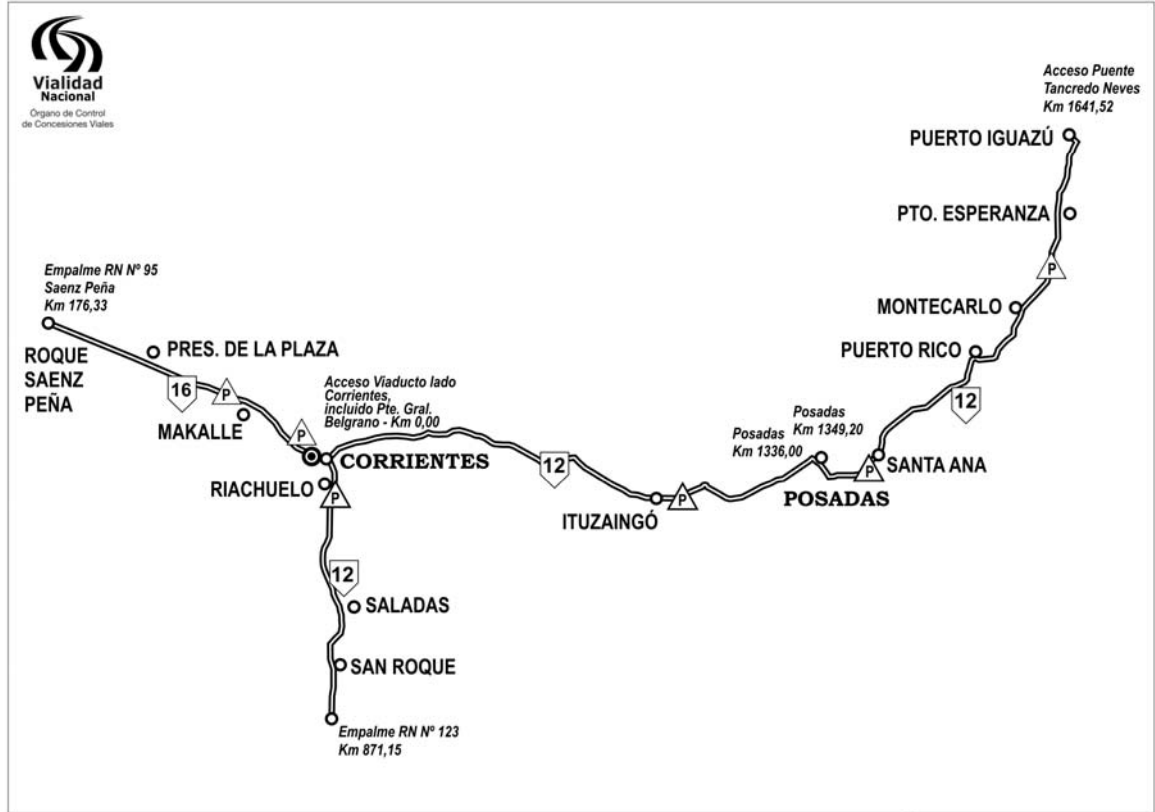 Vialidad
Nacional
Órgano de Control
de Concesiones Viales
Acceso Puente
Tancredo Neves
Km 1641,52
PUERTO IGUAZÚ
PTO. ESPERANZA
P
Empalme RN Nº 95
Saenz Peña
Km 176,33
MONTECARLO
ROQUE
SAENZ
PEÑA
PRES. DE LA PLAZA
PUERTO RICO
16
P
MAKALLE
Acceso Viaducto lado
Corrientes,
incluido Pte. Gral.
Belgrano - Km 0,00
12
Posadas
Km 1349,20
Posadas
Km 1336,00
P
CORRIENTES
12
P
SANTA ANA
RIACHUELO
P
ITUZAINGÓ
P
POSADAS
12
SALADAS
SAN ROQUE
Empalme RN Nº 123
Km 871,15